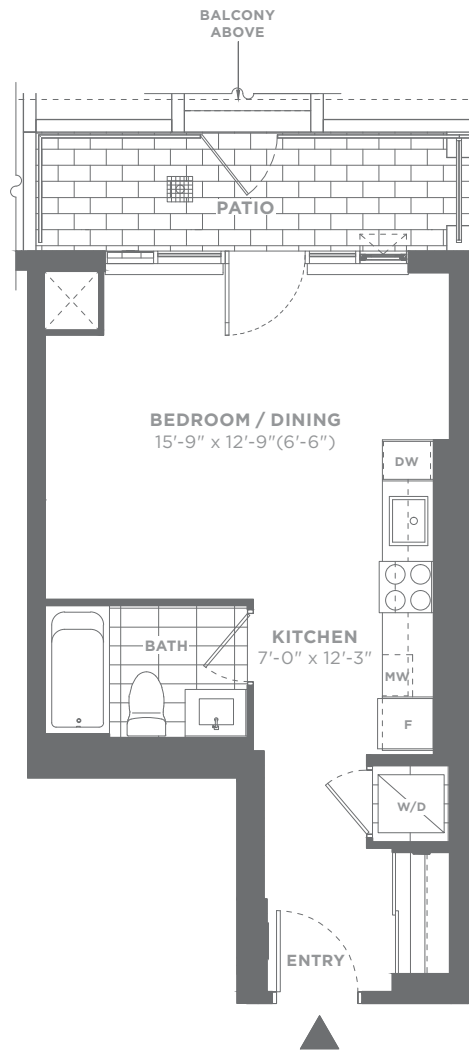 BALCONY
ABOVE
PATIO
BEDROOM / DINING
15'-9" x 12'-9"(6'-6")
DW
BATH
KITCHEN
7'-0" x 12'-3"
MW
F
W/D
ENTRY